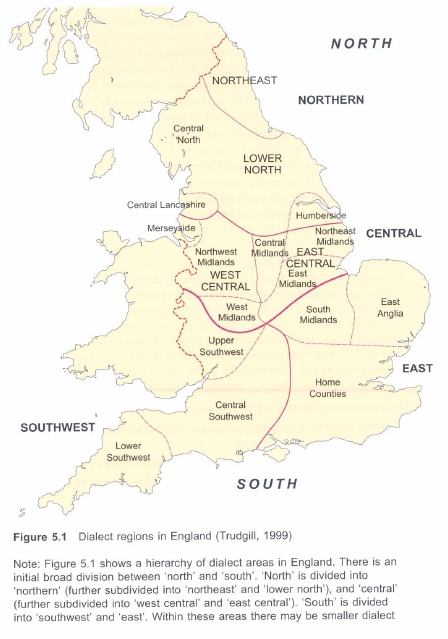 NORTH
NORTHEAST
NORTHERN
Central
North
LOWER
NORTH
Central Lancashire
Humberside
Merseyside
Northeast
Midlands
CENTRAL
Central
Midlands
Northwest
Midlands
EAST
CENTRAL
WEST
CENTRAL
East
Midlands
West
Midlands
South
Midlands
East
Anglia
Upper
Southwest
EAST
Home
Counties
Central
Southwest
SOUTHWEST
Lower
Southwest
SOUTH
Figure 5.1 Dialect regions in England (Trudgill, 1999)
Note: Figure 5.1 shows a hierarchy of dialect areas in England. There is an
initial broad division between 'north' and 'south'. 'North' is divided into
'northern' (further subdivided into 'northeast' and 'lower north'), and 'central'
(further subdivided into 'west central' and 'east central'). 'South' is divided
into 'southwest' and 'east'. Within these areas there may be smaller dialect